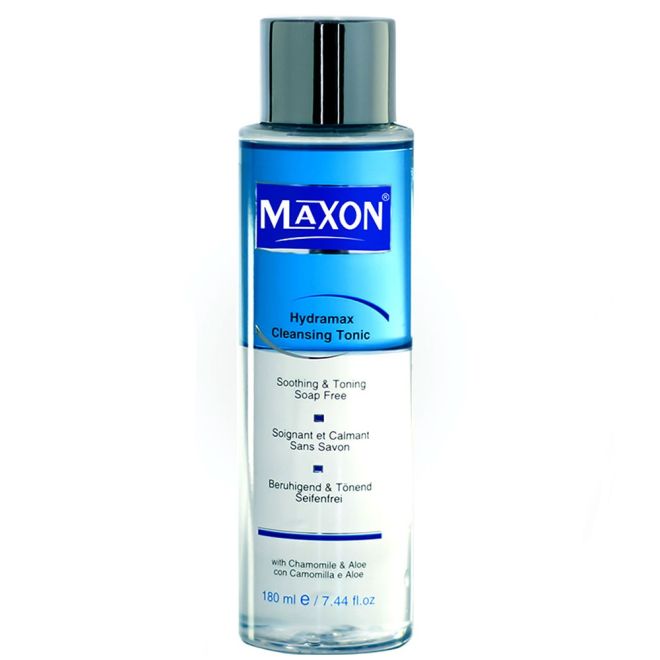 MAXON®
Hydramax
Cleansing Tonic
Soothing & Toning
Soap Free
Soignant et Calmant
Sans Savon
Beruhigend & Tönend
Seifenfrei
with Chamomile & Aloe
con Camomilla e Aloe
180 ml e / 7.44 fl.oz